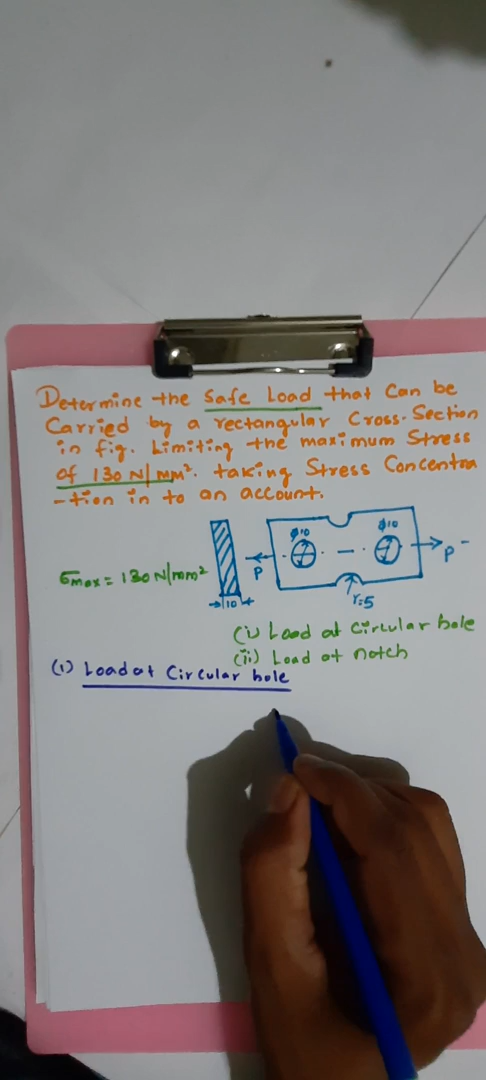 Determine the Safe Load that Can be
Carried by a rectangular Cross-Section
in fig. Limiting the maximum Stress
of 130 N/mm². taking Stress Concentra
-tion in to an account.
ϕ10 ϕ10
σmax = 130 N/mm²
P P
10
r=5
(i) Load at Circular hole
(ii) Load at notch
(1) Load at Circular hole